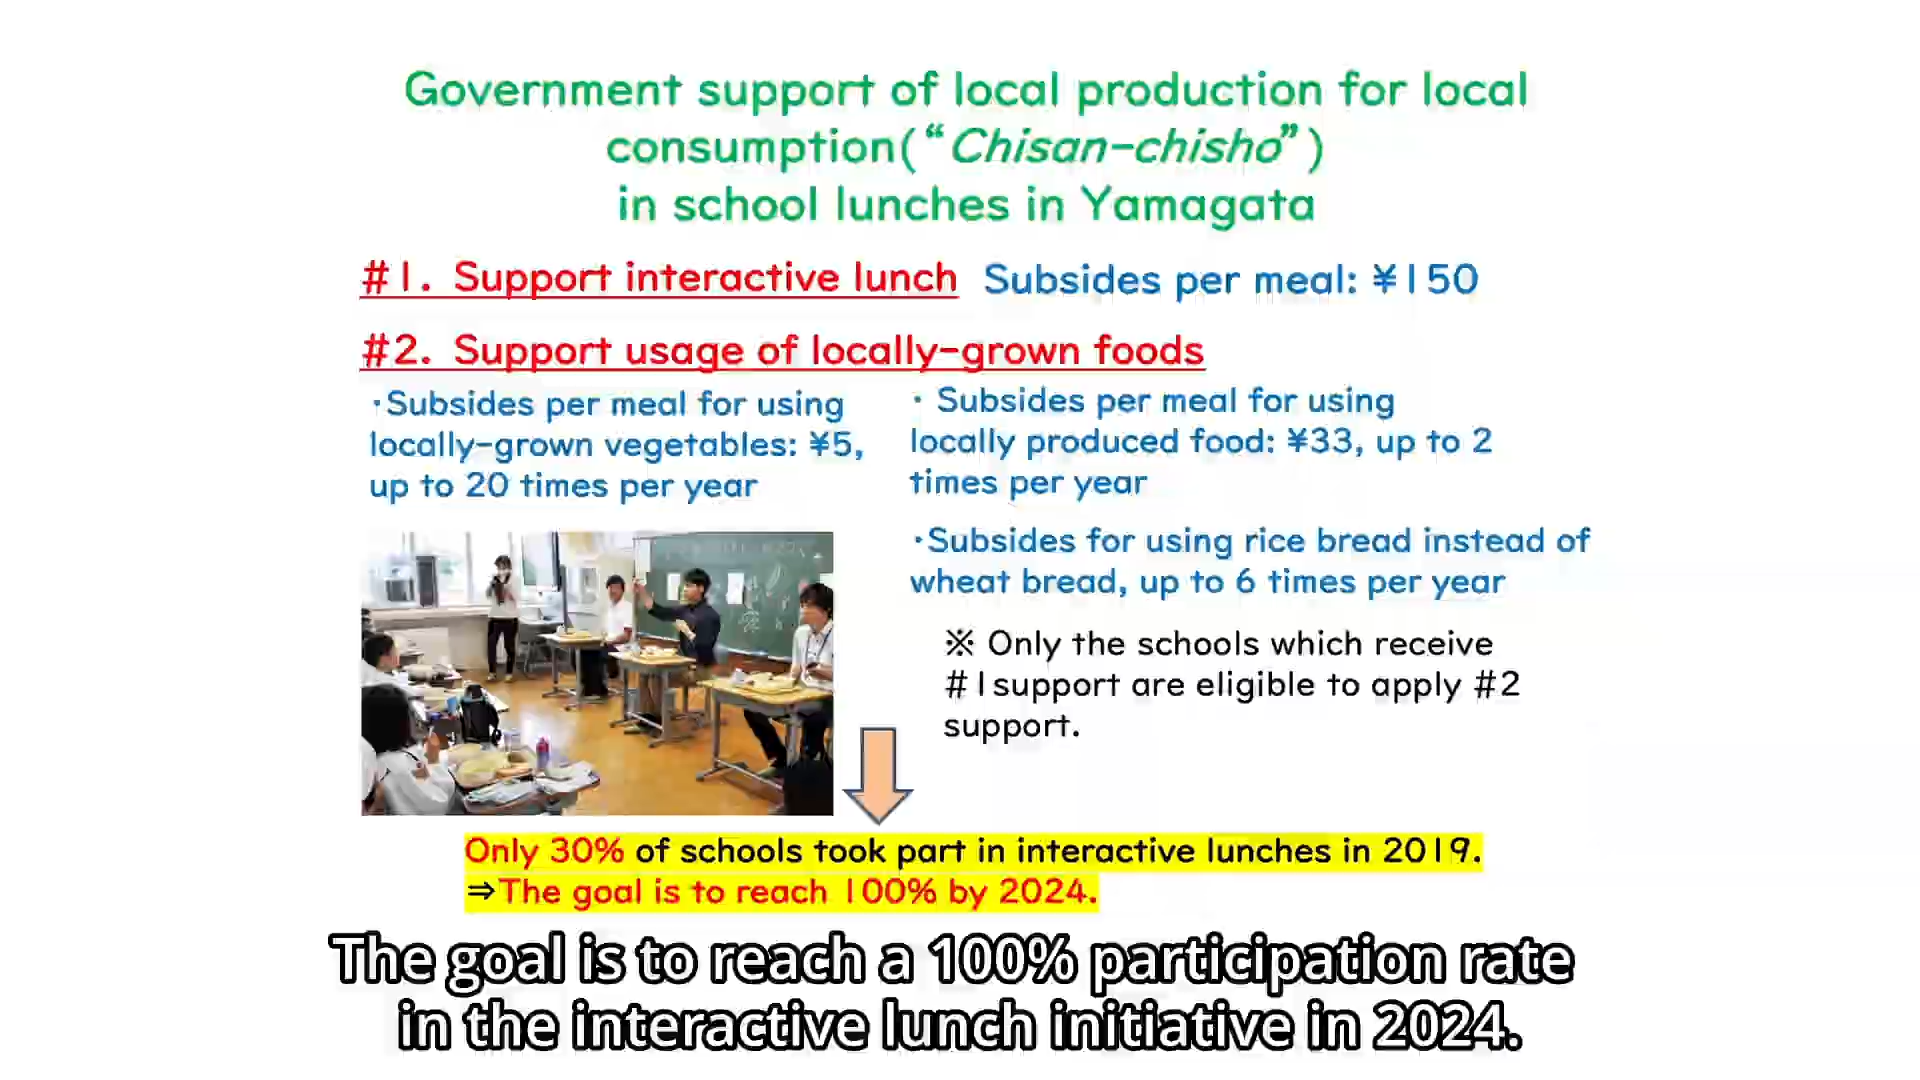 Government support of local production for local
consumption(“Chisan-chisho”)
in school lunches in Yamagata
#1. Support interactive lunch Subsides per meal: ¥150
#2. Support usage of locally-grown foods
・Subsides per meal for using
locally-grown vegetables: ¥5,
up to 20 times per year
・ Subsides per meal for using
locally produced food: ¥33, up to 2
times per year
・Subsides for using rice bread instead of
wheat bread, up to 6 times per year
※ Only the schools which receive
#1support are eligible to apply #2
support.
Only 30% of schools took part in interactive lunches in 2019.
⇒The goal is to reach 100% by 2024.
The goal is to reach a 100% participation rate
in the interactive lunch initiative in 2024.